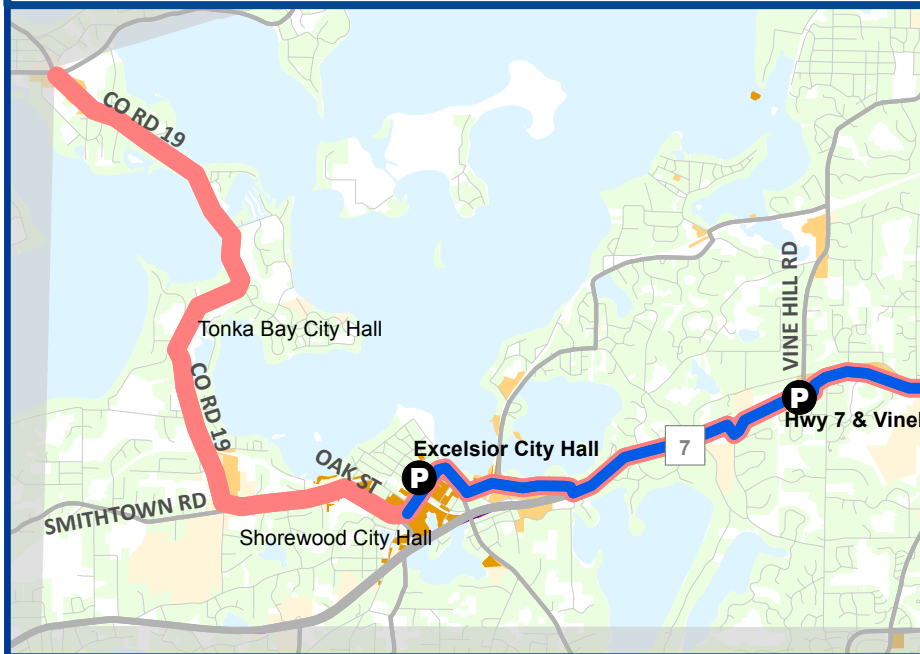 CO RD 19
VINE HILL RD
Tonka Bay City Hall
CO RD 19
P
Hwy 7 & Vinel
Excelsior City Hall
7
OAK ST
P
SMITHTOWN RD
Shorewood City Hall